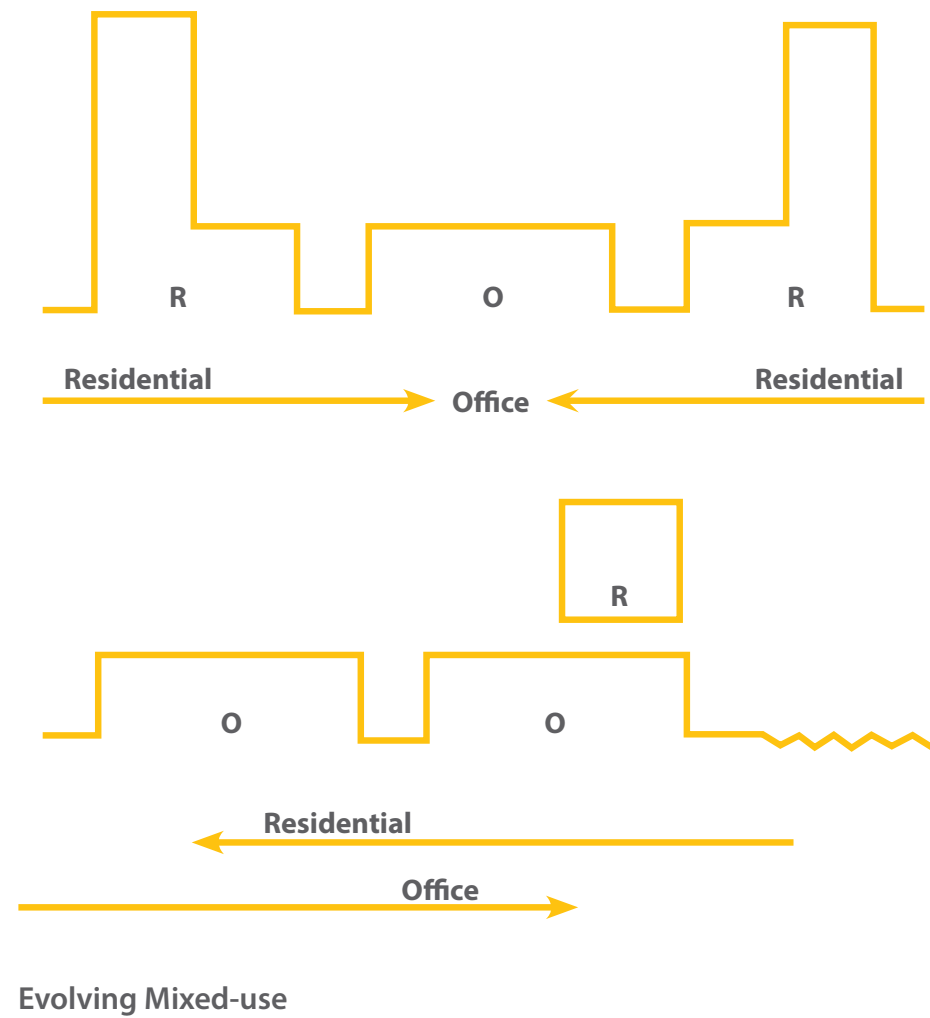 R O R
Residential Residential
Office
R
O O
Residential
Office
Evolving Mixed-use